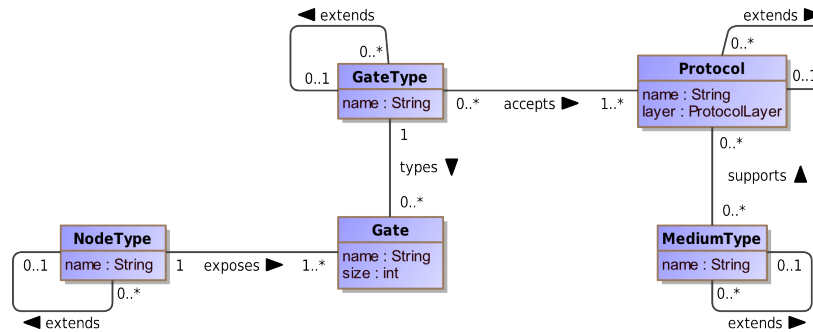 extends
extends
0..*
0..*
GateType
Protocol
0..1
0..1
name : String
name : String
0..*
accepts
1..*
layer : ProtocolLayer
1
0..*
types
supports
0..*
0..*
NodeType
Gate
MediumType
name : String
name : String
name : String
0..1
1
exposes
1..*
size : int
0..1
0..*
0..*
extends
extends